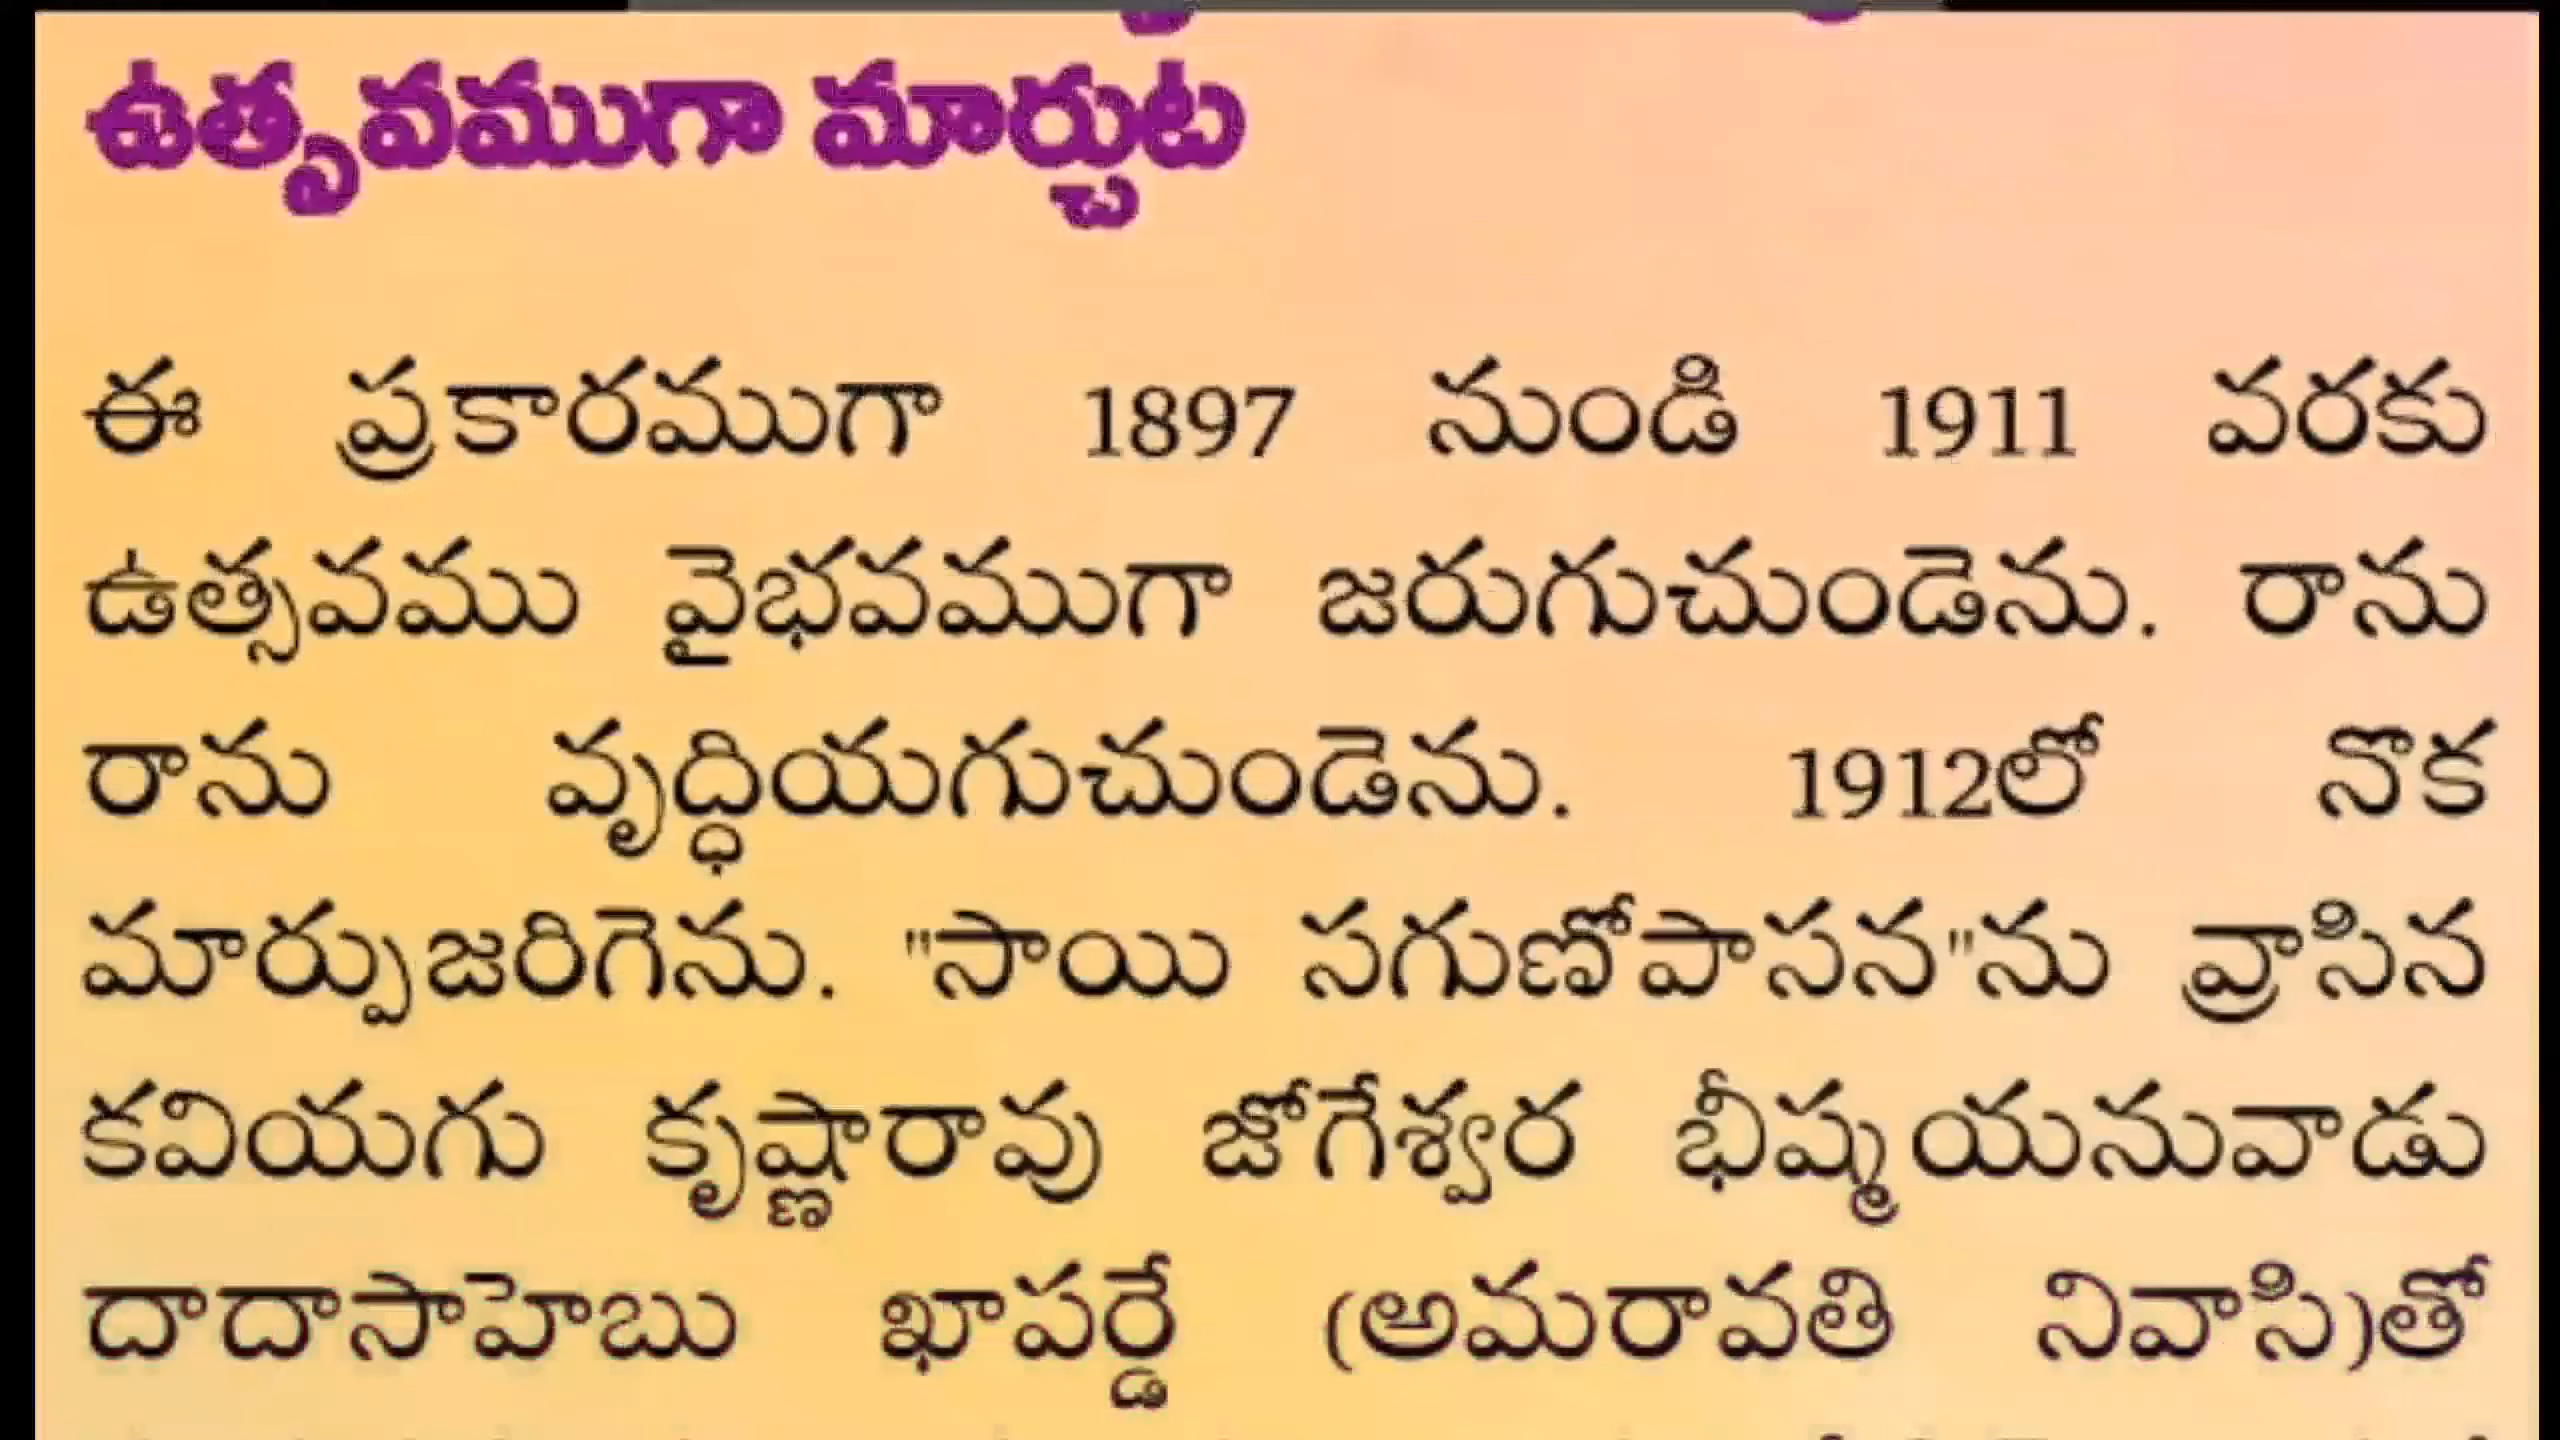 ఉత్సవముగా మార్చుట
ఈ ప్రకారముగా 1897 నుండి 1911 వరకు
ఉత్సవము వైభవముగా జరుగుచుండెను. రాను
రాను వృద్ధియగుచుండెను. 1912లో నొక
మార్పుజరిగెను. "సాయి సగుణోపాసన"ను వ్రాసిన
కవియగు కృష్ణారావు జోగేశ్వర భీష్మయనువాడు
దాదాసాహెబు ఖాపర్డే (అమరావతి నివాసి)తో